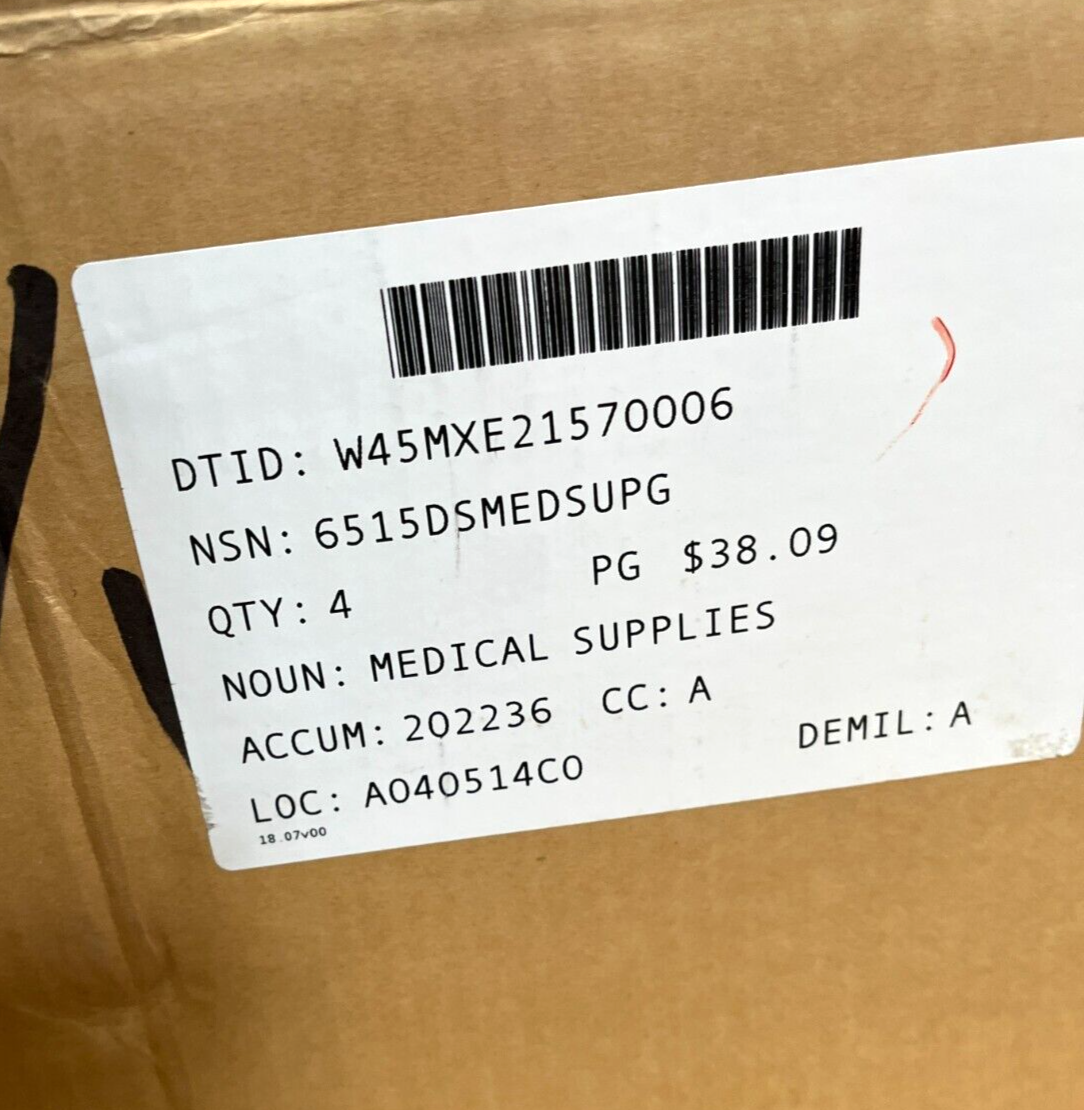 DTID: W45MXE21570006
NSN: 6515DSMEDSUPG
QTY: 4 PG $38.09
NOUN: MEDICAL SUPPLIES
ACCUM: 202236 CC: A
LOC: A040514C0 DEMIL: A
18.07v00